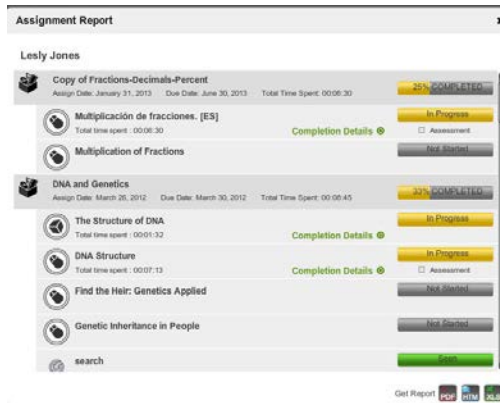 Assignment Report
Lesly Jones
Copy of Fractions-Decimals-Percent
25% COMPLETED
Assign Date: January 31, 2013 Due Date: June 30, 2013 Total Time Spent: 00:06:30
Multiplicación de fracciones. [ES]
In Progress
Total time spent : 00:06:30
Completion Details
Assessment
Multiplication of Fractions
Not Started
DNA and Genetics
33% COMPLETED
Assign Date: March 26, 2012 Due Date: March 30, 2012 Total Time Spent: 00:08:45
The Structure of DNA
In Progress
Total time spent : 00:01:32
Completion Details
DNA Structure
In Progress
Total time spent : 00:07:13
Completion Details
Assessment
Find the Heir: Genetics Applied
Not Started
Genetic Inheritance in People
Not Started
search
Seen
Get Report PDF HTM XLS